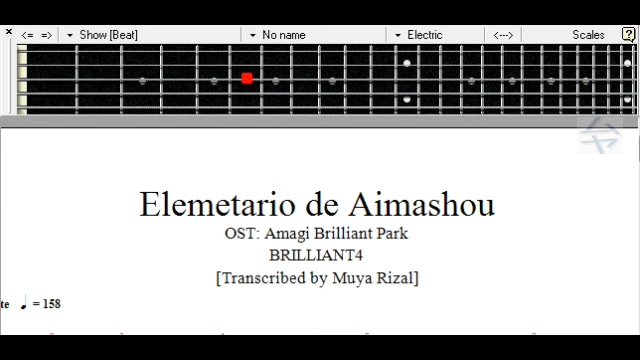 × <= => ▾ Show [Beat] ▾ No name ▾ Electric <---> Scales ?
Elemetario de Aimashou
OST: Amagi Brilliant Park
BRILLIANT4
[Transcribed by Muya Rizal]
te ♩ = 158